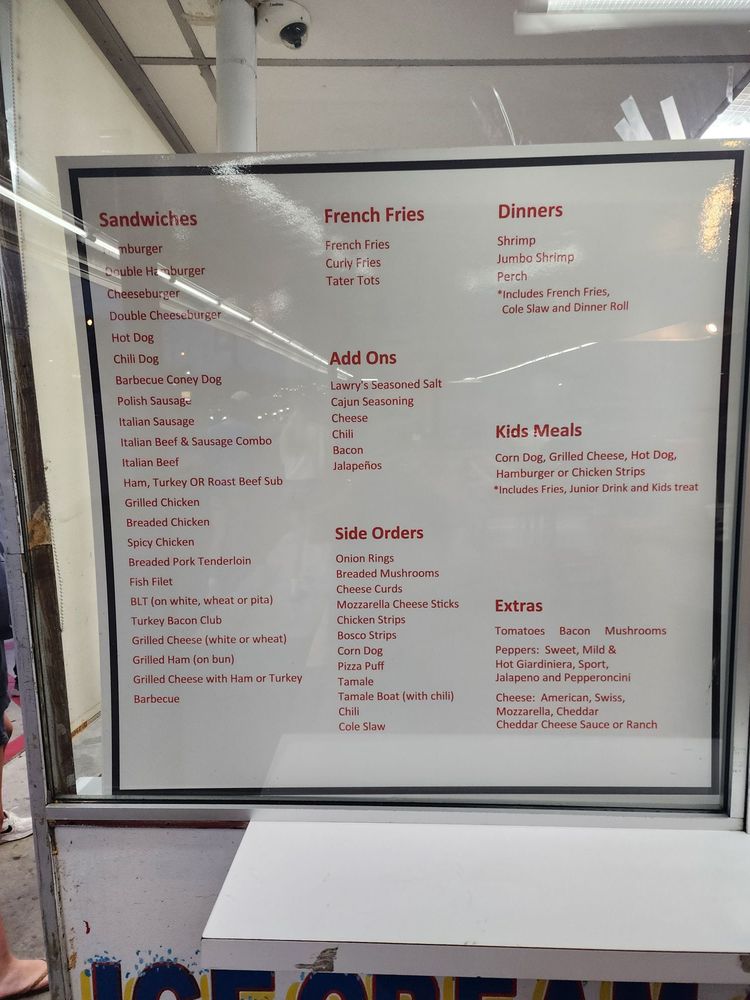 Sandwiches
Hamburger
Double Hamburger
Cheeseburger
Double Cheeseburger
Hot Dog
Chili Dog
Barbecue Coney Dog
Polish Sausage
Italian Sausage
Italian Beef & Sausage Combo
Italian Beef
Ham, Turkey OR Roast Beef Sub
Grilled Chicken
Breaded Chicken
Spicy Chicken
Breaded Pork Tenderloin
Fish Filet
BLT (on white, wheat or pita)
Turkey Bacon Club
Grilled Cheese (white or wheat)
Grilled Ham (on bun)
Grilled Cheese with Ham or Turkey
Barbecue
French Fries
French Fries
Curly Fries
Tater Tots
Add Ons
Lawry's Seasoned Salt
Cajun Seasoning
Cheese
Chili
Bacon
Jalapeños
Side Orders
Onion Rings
Breaded Mushrooms
Cheese Curds
Mozzarella Cheese Sticks
Chicken Strips
Bosco Strips
Corn Dog
Pizza Puff
Tamale
Tamale Boat (with chili)
Chili
Cole Slaw
Dinners
Shrimp
Jumbo Shrimp
Perch
*Includes French Fries,
Cole Slaw and Dinner Roll
Kids Meals
Corn Dog, Grilled Cheese, Hot Dog,
Hamburger or Chicken Strips
*Includes Fries, Junior Drink and Kids treat
Extras
Tomatoes Bacon Mushrooms
Peppers: Sweet, Mild &
Hot Giardiniera, Sport,
Jalapeno and Pepperoncini
Cheese: American, Swiss,
Mozzarella, Cheddar
Cheddar Cheese Sauce or Ranch
ICE CREAM